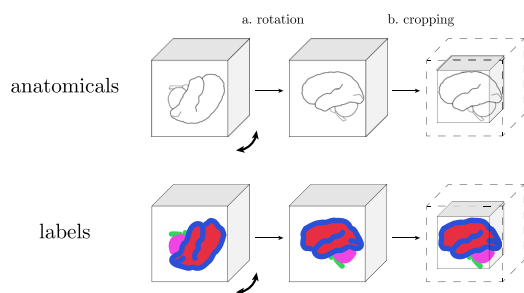 a. rotation
b. cropping
anatomicals
labels